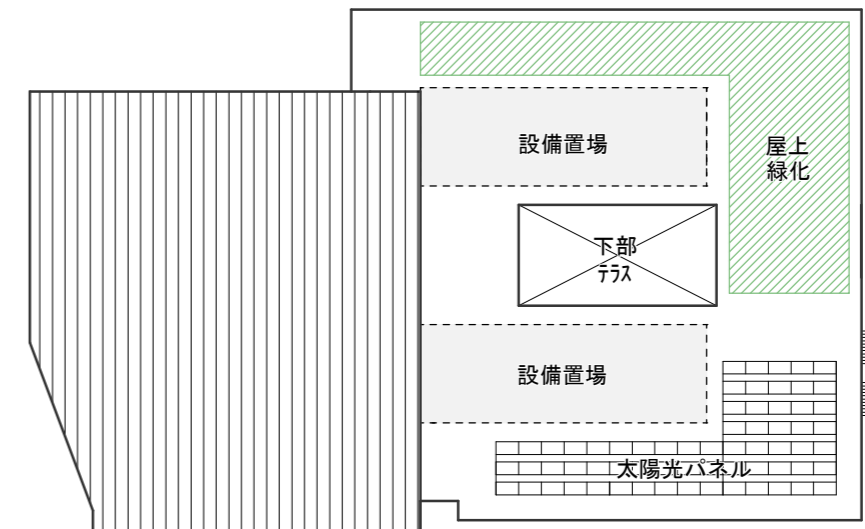 設備置場
屋上
緑化
下部
ﾃﾗｽ
設備置場
太陽光パネル